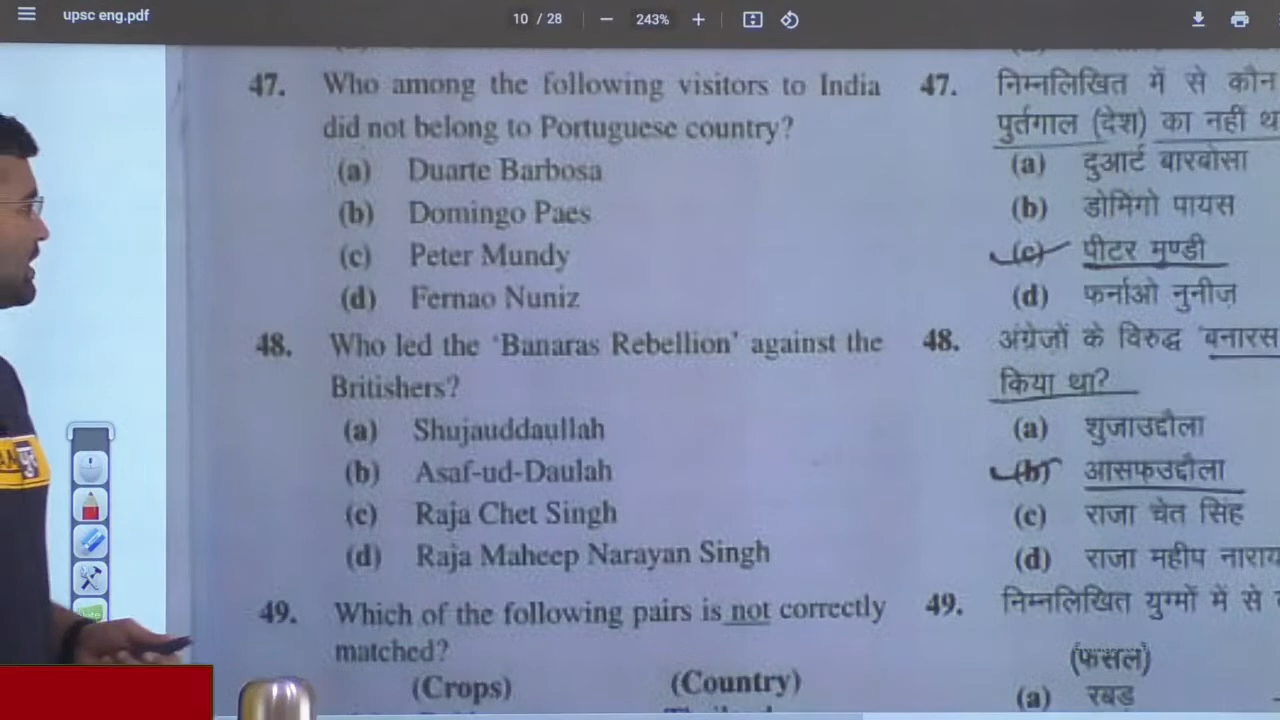 upsc eng.pdf
10 / 28
243%
47. Who among the following visitors to India
did not belong to Portuguese country?
(a) Duarte Barbosa
(b) Domingo Paes
(c) Peter Mundy
(d) Fernao Nuniz
48. Who led the ‘Banaras Rebellion’ against the
Britishers?
(a) Shujauddaullah
(b) Asaf-ud-Daulah
(c) Raja Chet Singh
(d) Raja Maheep Narayan Singh
49. Which of the following pairs is not correctly
matched?
(Crops) (Country)
47. निम्नलिखित में से कौन
पुर्तगाल (देश) का नहीं
(a) दुआर्ट बारबोसा
(b) डोमिंगो पायस
(c) पीटर मुण्डी
(d) फर्नाओ नुनीज़
48. अंग्रेजों के विरुद्ध 'बनारस
किया था?
(a) शुजाउद्दौला
(b) आसफउद्दौला
(c) राजा चेत सिंह
(d) राजा महीप
49. निम्नलिखित युग्मों में से
(फसल)
(a) रबड़